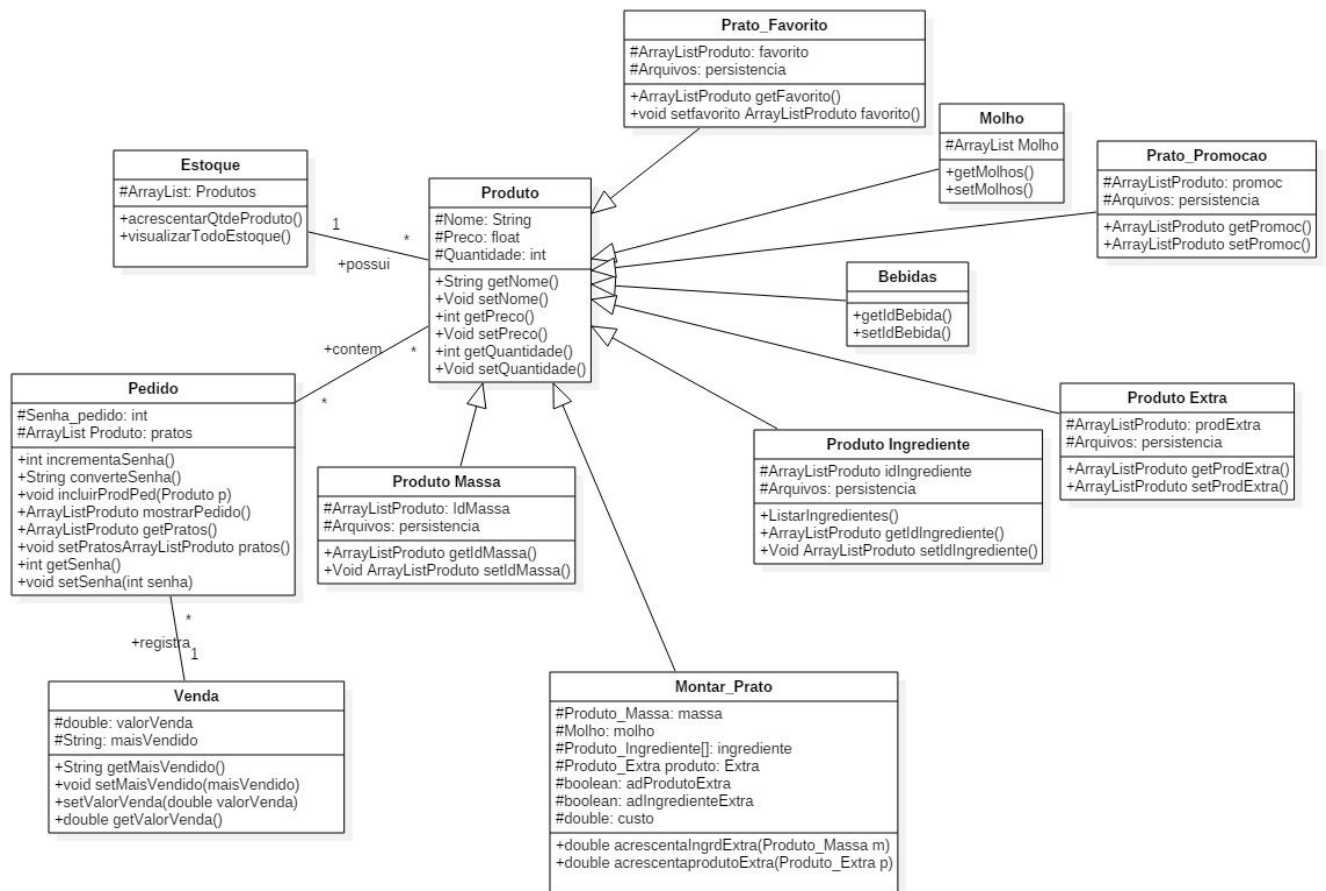 Prato_Favorito
#ArrayListProduto: favorito
#Arquivos: persistencia
+ArrayListProduto getFavorito()
+void setfavorito ArrayListProduto favorito()
Molho
#ArrayList Molho
+getMolhos()
+setMolhos()
Prato_Promocao
#ArrayListProduto: promoc
#Arquivos: persistencia
+ArrayListProduto getPromoc()
+ArrayListProduto setPromoc()
Estoque
#ArrayList: Produtos
+acrescentarQtdeProduto()
+visualizarTodoEstoque()
1
*
+possui
Produto
#Nome: String
#Preco: float
#Quantidade: int
+String getNome()
+Void setNome()
+int getPreco()
+Void setPreco()
+int getQuantidade()
+Void setQuantidade()
Bebidas
+getIdBebida()
+setIdBebida()
+contem
*
*
Pedido
#Senha_pedido: int
#ArrayList Produto: pratos
+int incrementaSenha()
+String converteSenha()
+void incluirProdPed(Produto p)
+ArrayListProduto mostrarPedido()
+ArrayListProduto getPratos()
+void setPratosArrayListProduto pratos()
+int getSenha()
+void setSenha(int senha)
Produto Extra
#ArrayListProduto: prodExtra
#Arquivos: persistencia
+ArrayListProduto getProdExtra()
+ArrayListProduto setProdExtra()
Produto Ingrediente
#ArrayListProduto idIngrediente
#Arquivos: persistencia
+ListarIngredientes()
+ArrayListProduto getIdIngrediente()
+Void ArrayListProduto setIdIngrediente()
Produto Massa
#ArrayListProduto: IdMassa
#Arquivos: persistencia
+ArrayListProduto getIdMassa()
+Void ArrayListProduto setIdMassa()
*
+registra
1
Venda
#double: valorVenda
#String: maisVendido
+String getMaisVendido()
+void setMaisVendido(maisVendido)
+setValorVenda(double valorVenda)
+double getValorVenda()
Montar_Prato
#Produto_Massa: massa
#Molho: molho
#Produto_Ingrediente[]: ingrediente
#Produto_Extra produto: Extra
#boolean: adProdutoExtra
#boolean: adIngredienteExtra
#double: custo
+double acrescentaIngrdExtra(Produto_Massa m)
+double acrescentaprodutoExtra(Produto_Extra p)